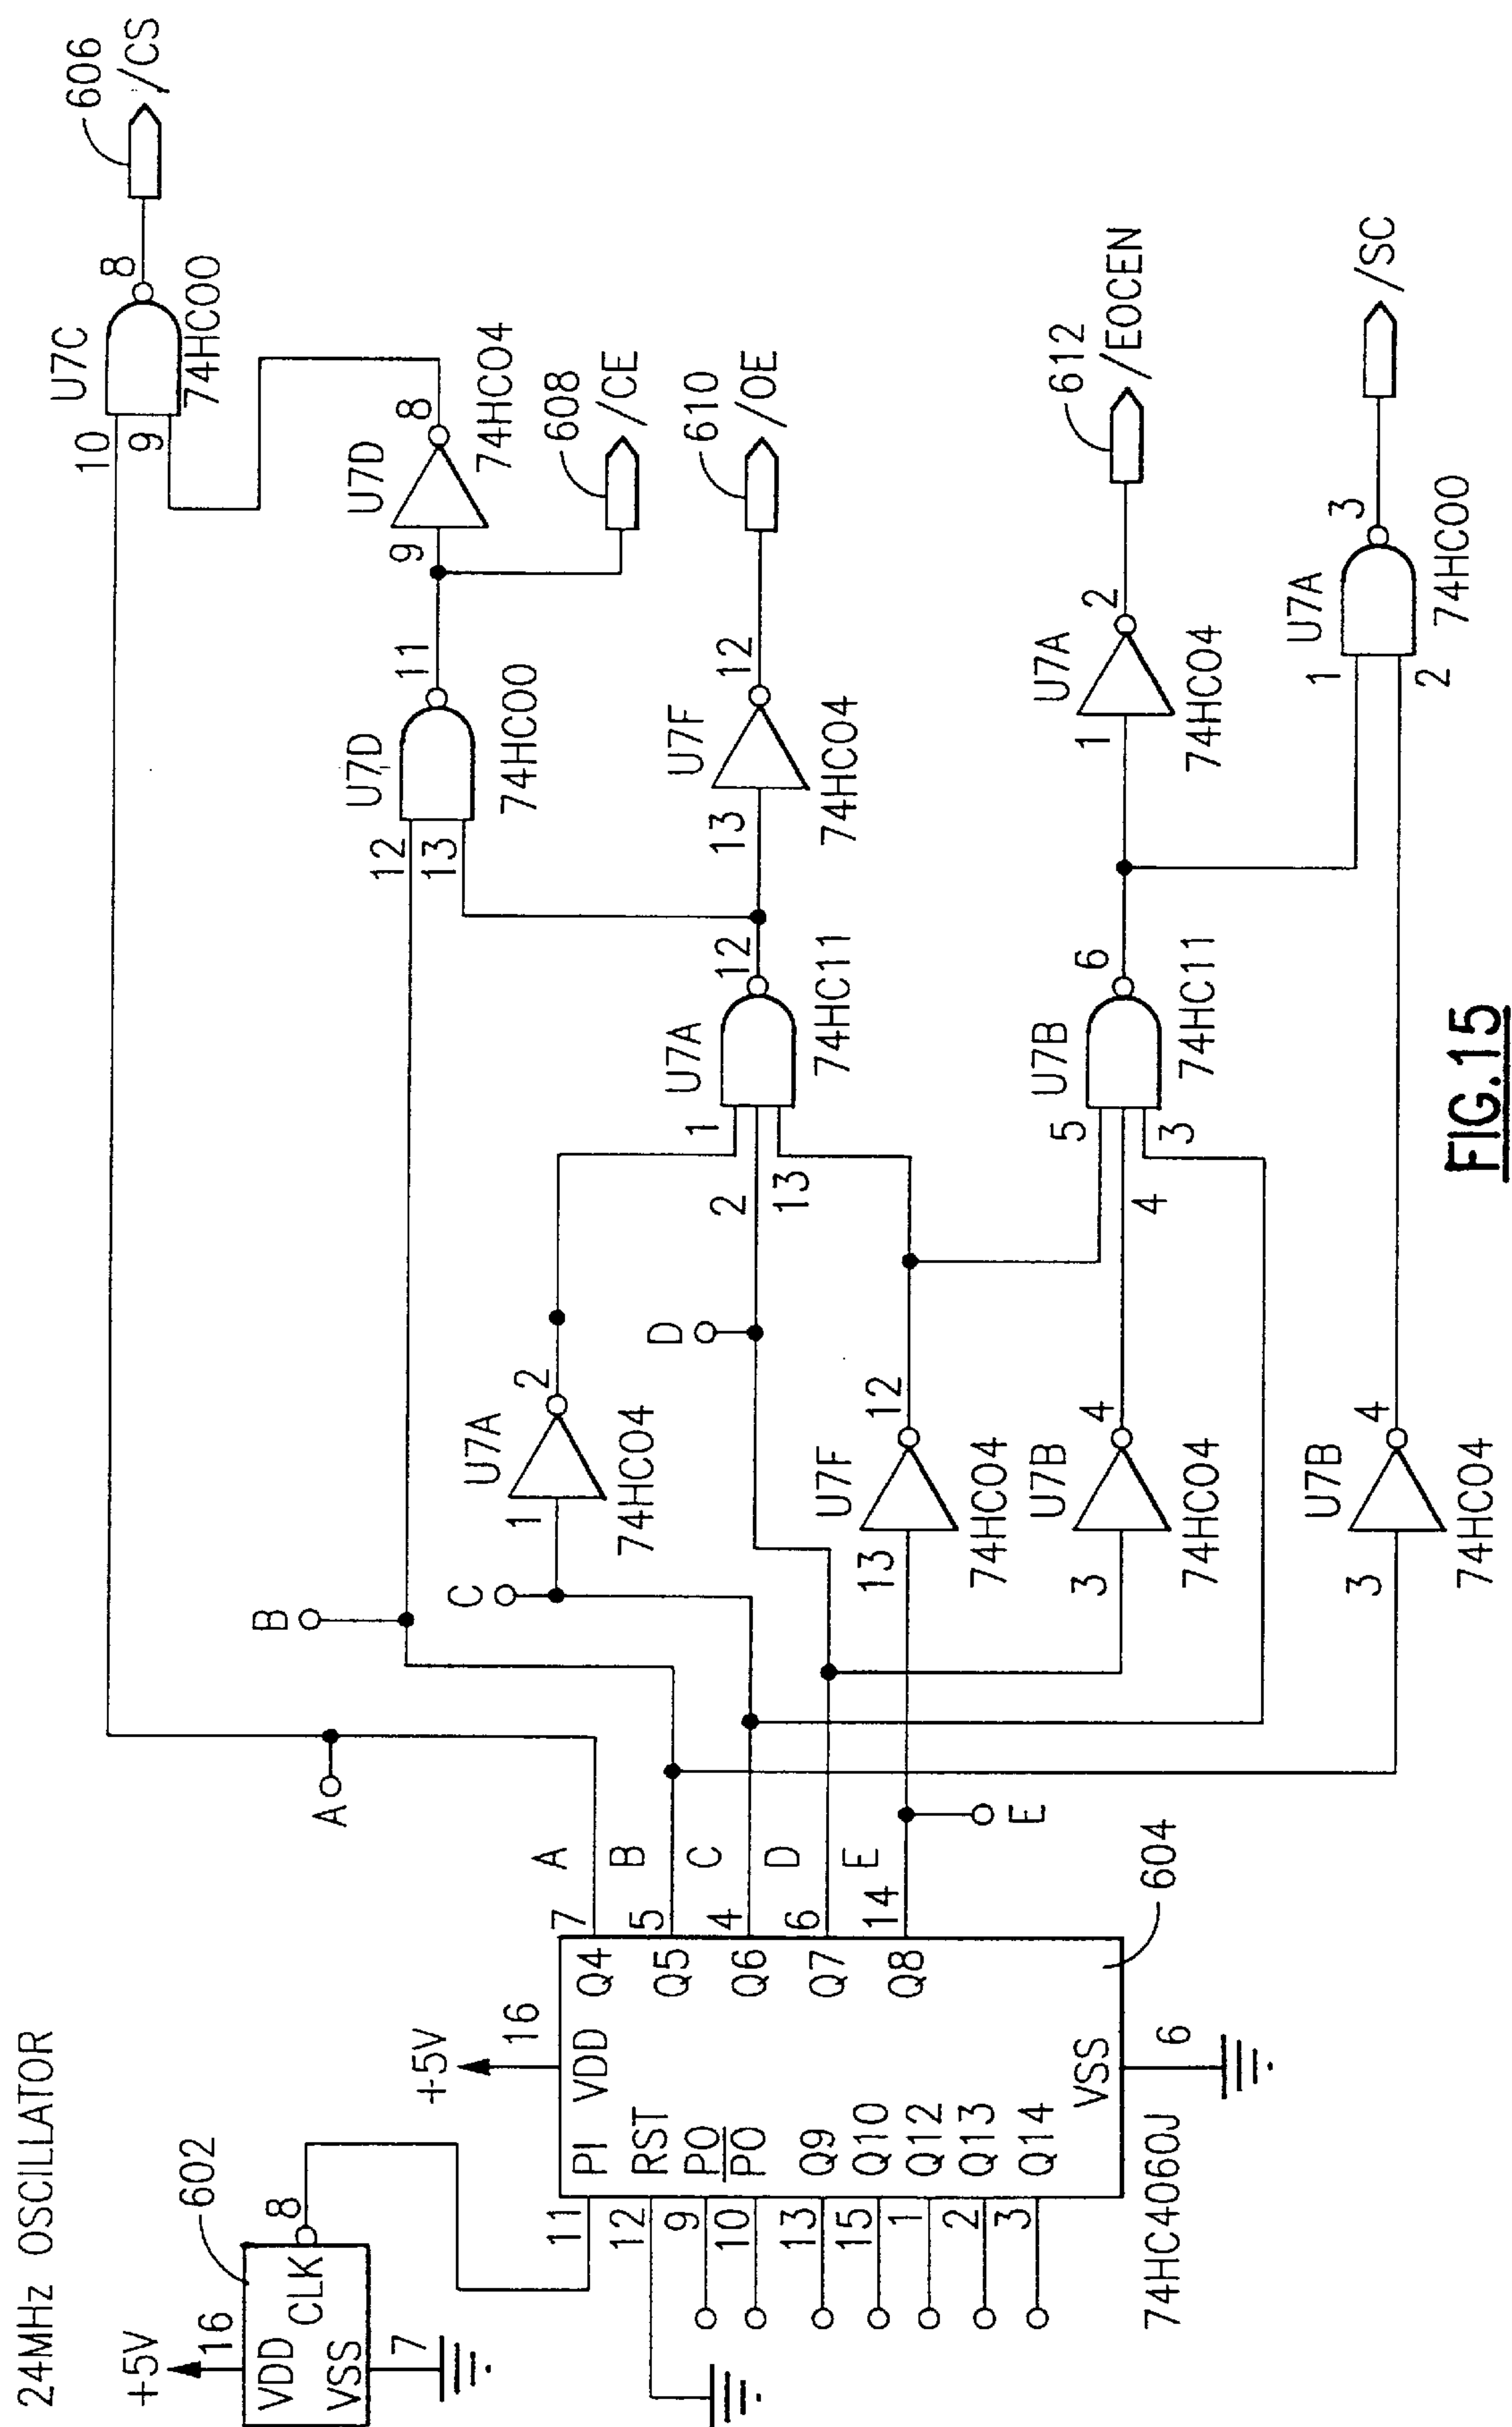 24MHz OSCILLATOR
+5V
16
602
VDD
CLK
8
VSS
7
+5V
16
11
12
9
10
13
15
1
2
3
PI
RST
PO
PO
Q9
Q10
Q12
Q13
Q14
VDD
VSS
6
Q4
Q5
Q6
Q7
Q8
7
5
4
6
14
A
B
C
D
E
604
74HC4060J
A
B
C
D
E
1
U7A
2
74HC04
13
U7F
12
74HC04
3
U7B
4
74HC04
3
U7B
4
74HC04
1
2
13
U7A
12
74HC11
5
4
3
U7B
6
74HC11
12
13
U7D
11
74HC00
13
U7F
12
74HC04
1
U7A
2
74HC04
1
2
U7A
3
74HC00
9
U7D
8
74HC04
10
9
U7C
8
74HC00
606
/CS
608
/CE
610
/OE
612
/EOCEN
/SC
FIG.15